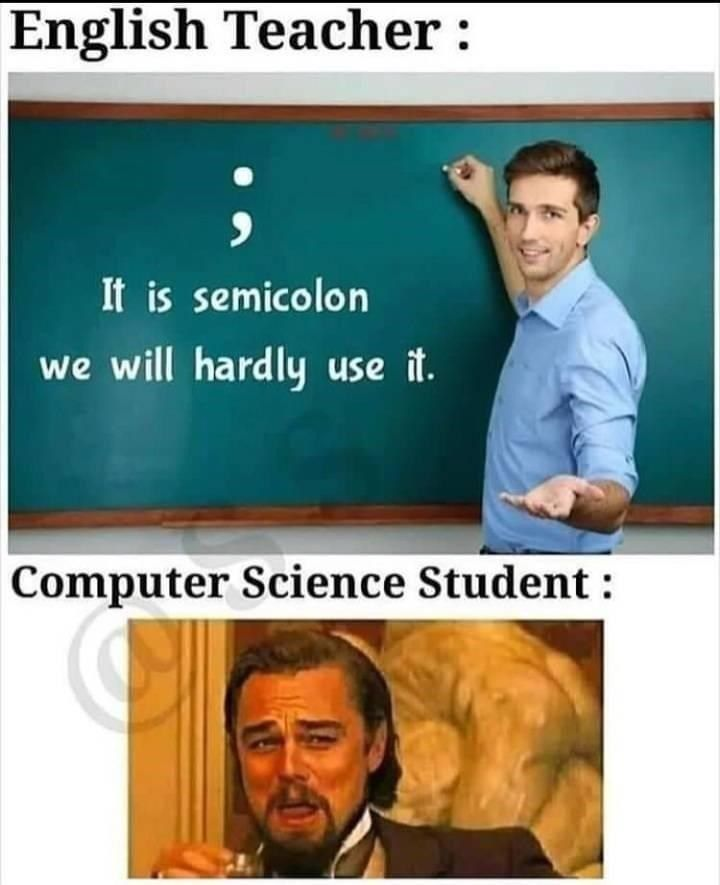 English Teacher :
;
It is semicolon
we will hardly use it.
Computer Science Student :